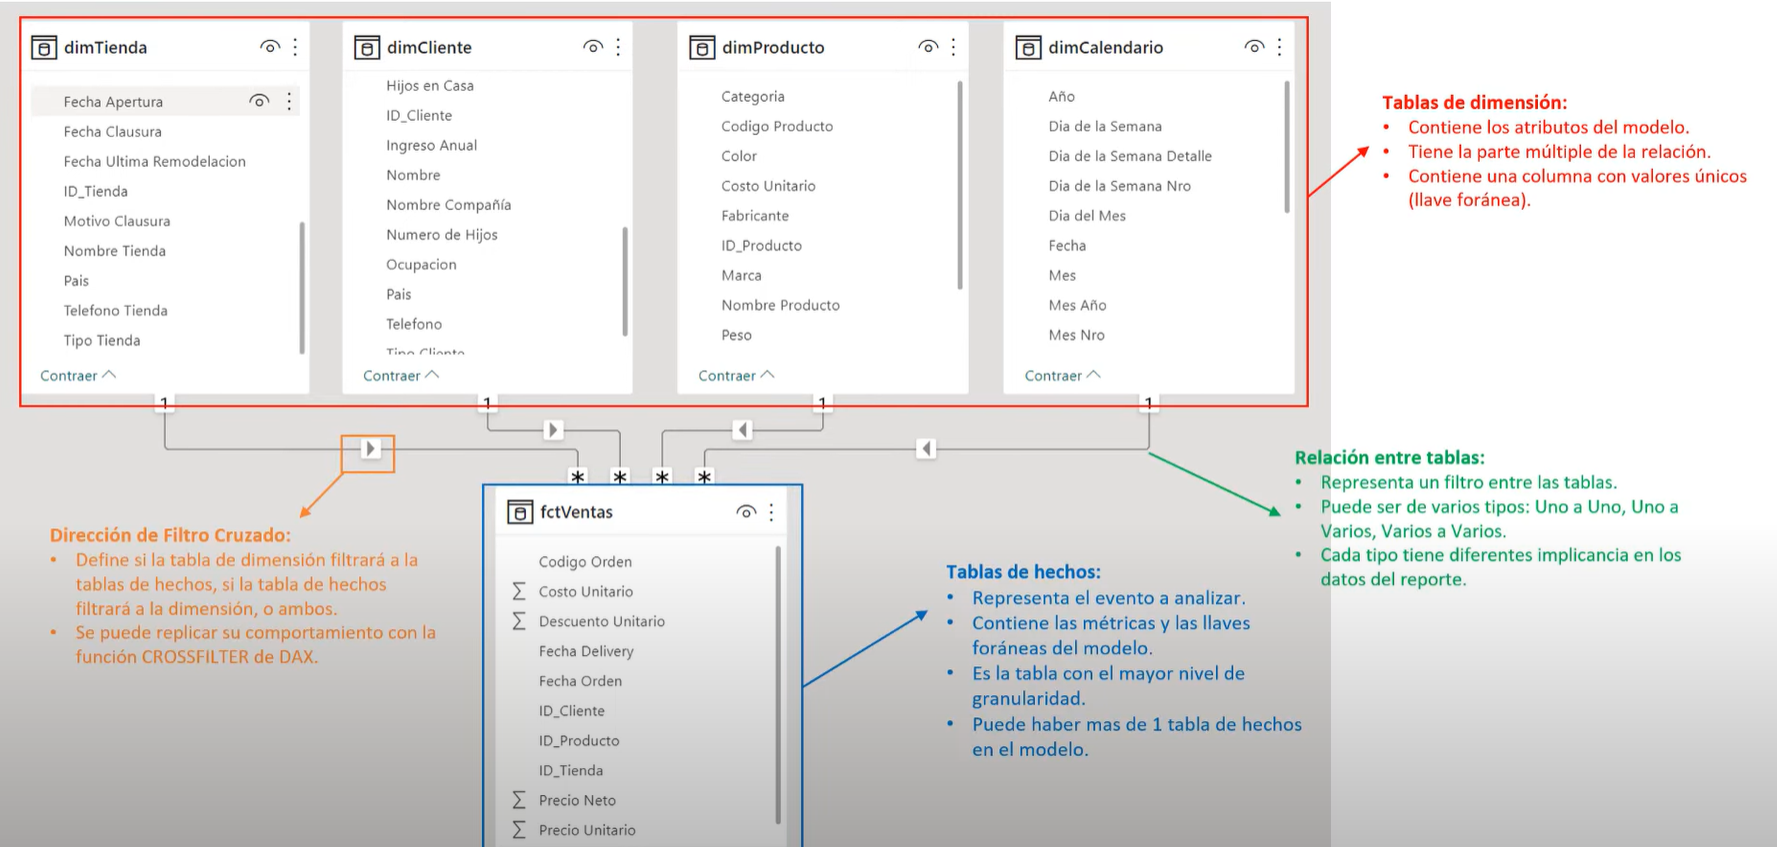 dimTienda
Fecha Apertura
Fecha Clausura
Fecha Ultima Remodelacion
ID_Tienda
Motivo Clausura
Nombre Tienda
Pais
Telefono Tienda
Tipo Tienda
Contraer
dimCliente
Hijos en Casa
ID_Cliente
Ingreso Anual
Nombre
Nombre Compañía
Numero de Hijos
Ocupacion
Pais
Telefono
Tipo Cliente
Contraer
dimProducto
Categoria
Codigo Producto
Color
Costo Unitario
Fabricante
ID_Producto
Marca
Nombre Producto
Peso
Contraer
dimCalendario
Año
Dia de la Semana
Dia de la Semana Detalle
Dia de la Semana Nro
Dia del Mes
Fecha
Mes
Mes Año
Mes Nro
Contraer
Tablas de dimensión:
• Contiene los atributos del modelo.
• Tiene la parte múltiple de la relación.
• Contiene una columna con valores únicos
(llave foránea).
1
1
1
1
* * * *
Relación entre tablas:
• Representa un filtro entre las tablas.
• Puede ser de varios tipos: Uno a Uno, Uno a
Varios, Varios a Varios.
• Cada tipo tiene diferentes implicancia en los
datos del reporte.
Dirección de Filtro Cruzado:
• Define si la tabla de dimensión filtrará a la
tablas de hechos, si la tabla de hechos
filtrará a la dimensión, o ambos.
• Se puede replicar su comportamiento con la
función CROSSFILTER de DAX.
fctVentas
Codigo Orden
∑ Costo Unitario
∑ Descuento Unitario
Fecha Delivery
Fecha Orden
ID_Cliente
ID_Producto
ID_Tienda
∑ Precio Neto
∑ Precio Unitario
Tablas de hechos:
• Representa el evento a analizar.
• Contiene las métricas y las llaves
foráneas del modelo.
• Es la tabla con el mayor nivel de
granularidad.
• Puede haber mas de 1 tabla de hechos
en el modelo.